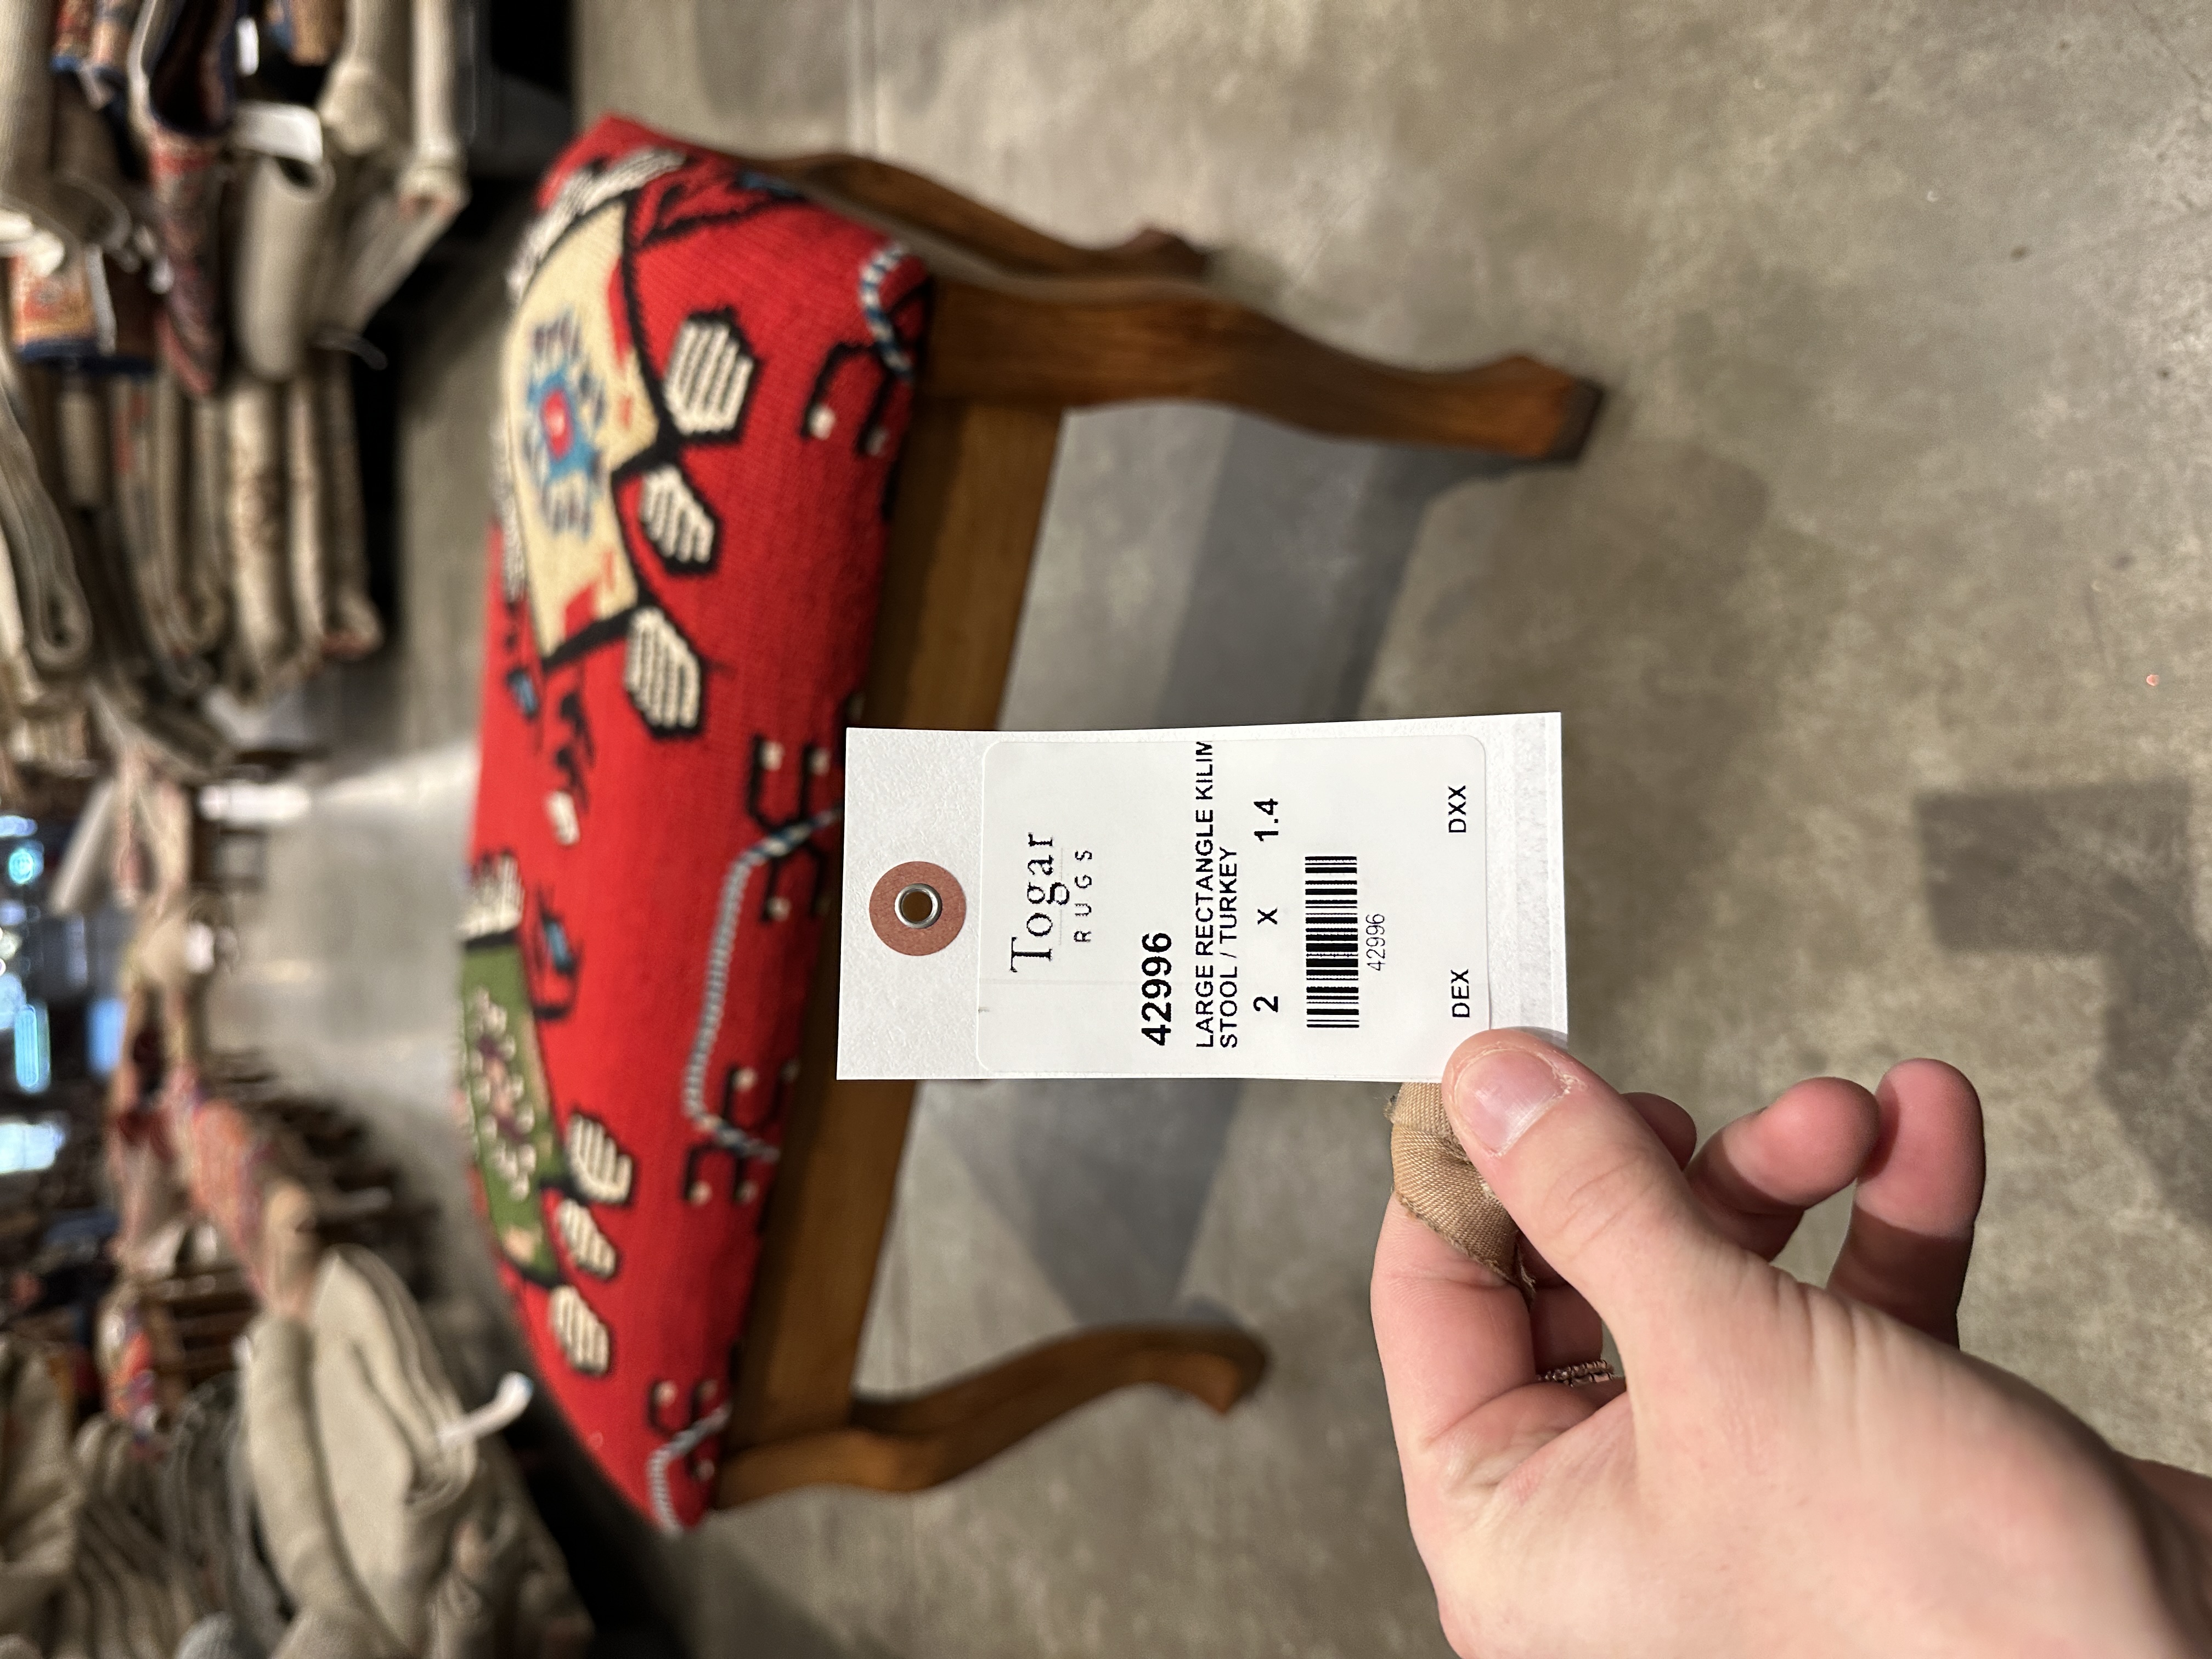 Togar
RUGS
42996
LARGE RECTANGLE KILIM
STOOL / TURKEY
2 X 1.4
42996
DEX DXX